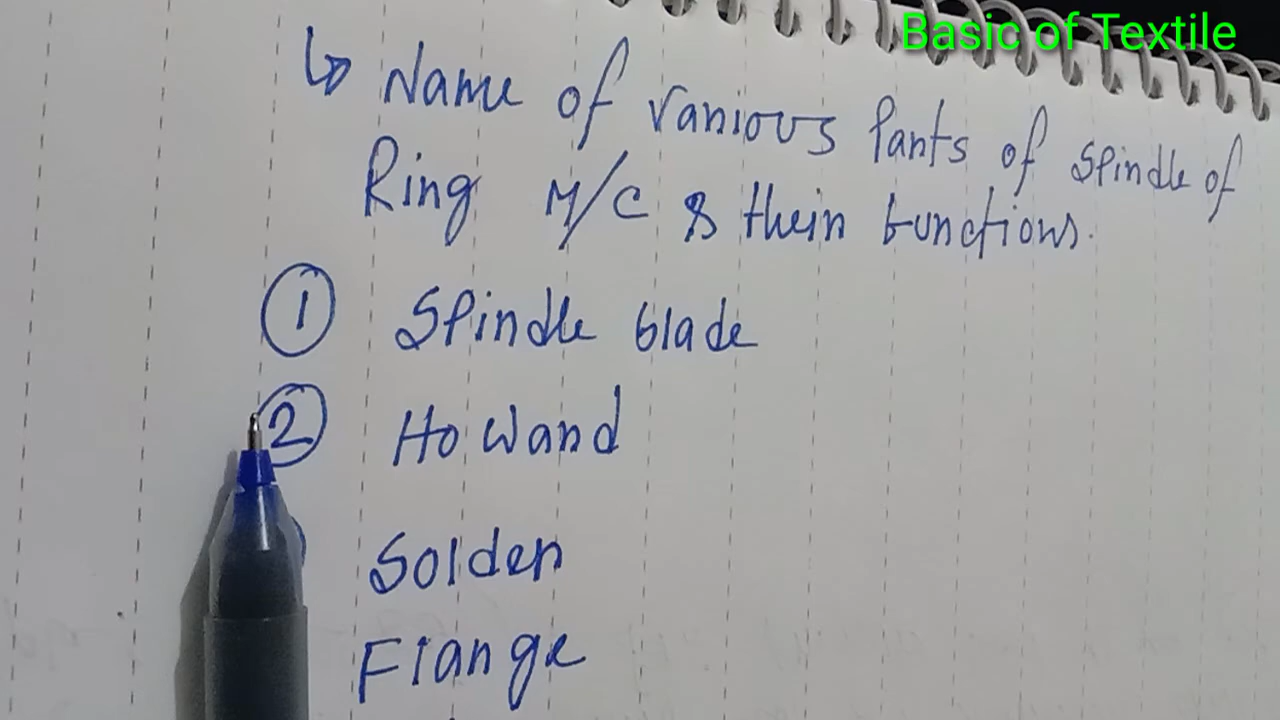 Basic of Textile
↳ Name of various Parts of Spindle of
Ring M/C & their functions.
① Spindle blade
② Howard
Solder
Flange